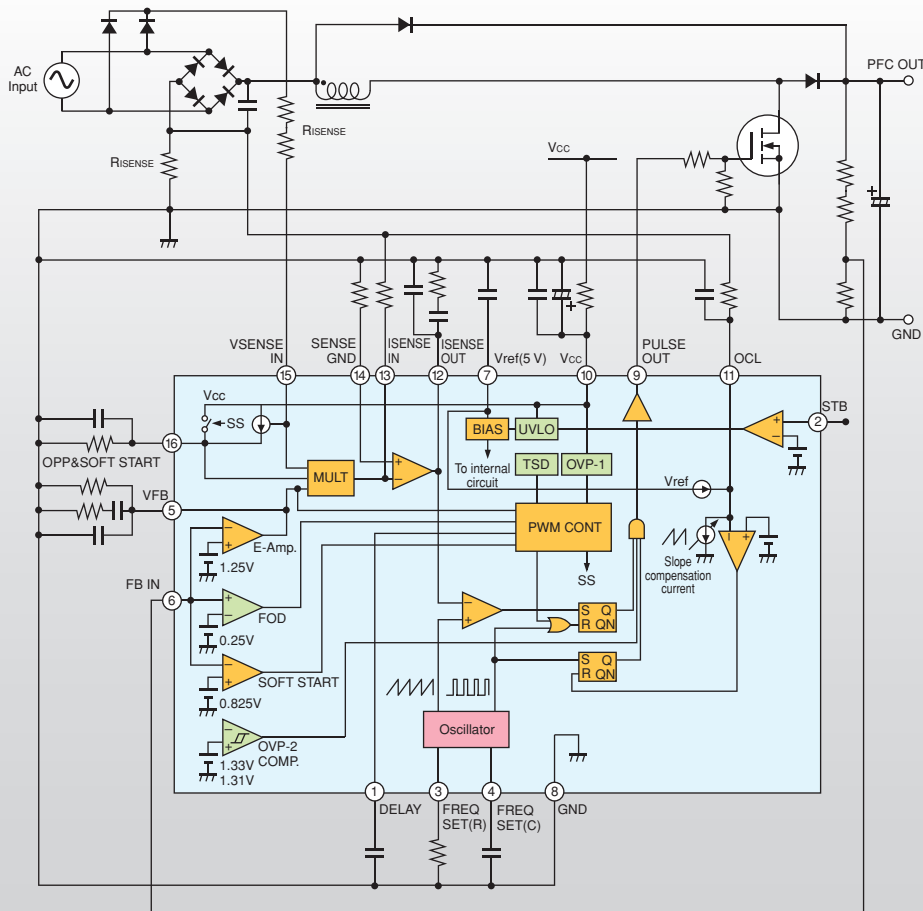 AC
Input
PFC OUT
RISENSE
RISENSE
VCC
GND
VSENSE
IN
SENSE
GND
ISENSE
IN
ISENSE
OUT
Vref(5 V)
VCC
PULSE
OUT
OCL
15
14
13
12
7
10
9
11
Vcc
SS
BIAS
UVLO
STB
2
16
OPP&SOFT START
To internal
circuit
TSD
OVP-1
MULT
Vref
VFB
5
PWM CONT
E-Amp.
1.25V
SS
Slope
compensation
current
FB IN
6
FOD
0.25V
S Q
R QN
SOFT START
0.825V
S Q
R QN
Oscillator
OVP-2
COMP.
1.33V
1.31V
1
3
4
8
DELAY
FREQ
SET(R)
FREQ
SET(C)
GND